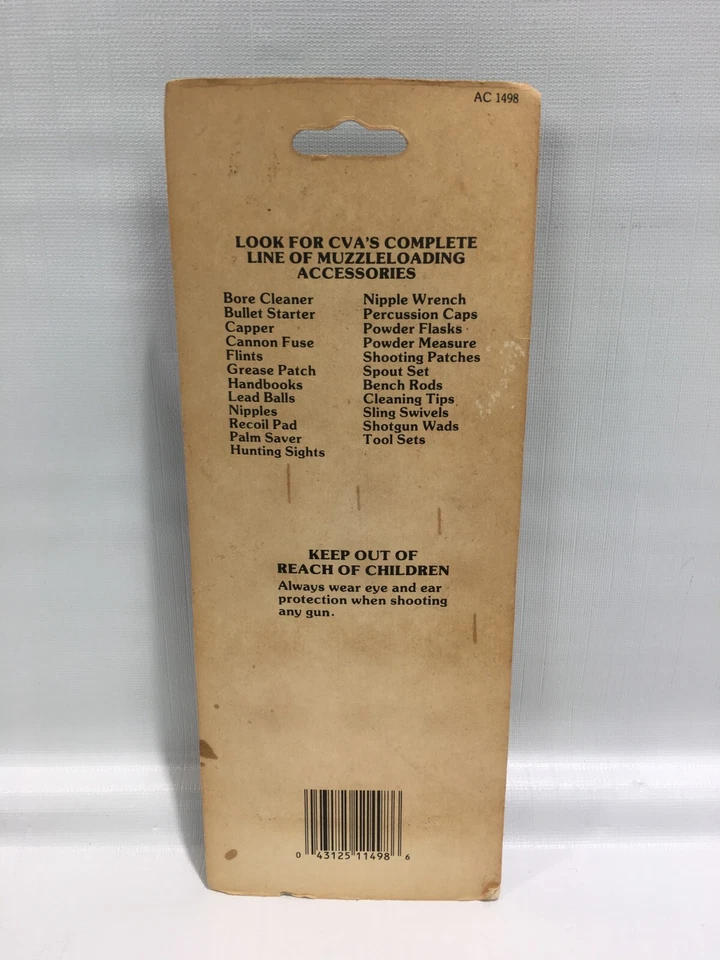 AC 1498
LOOK FOR CVA'S COMPLETE
LINE OF MUZZLELOADING
ACCESSORIES
Bore Cleaner
Bullet Starter
Capper
Cannon Fuse
Flints
Grease Patch
Handbooks
Lead Balls
Nipples
Recoil Pad
Palm Saver
Hunting Sights
Nipple Wrench
Percussion Caps
Powder Flasks
Powder Measure
Shooting Patches
Spout Set
Bench Rods
Cleaning Tips
Sling Swivels
Shotgun Wads
Tool Sets
KEEP OUT OF
REACH OF CHILDREN
Always wear eye and ear
protection when shooting
any gun.
0 43125 11498 6